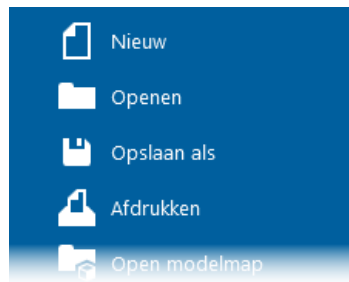 Nieuw
Openen
Opslaan als
Afdrukken
Open modelmap